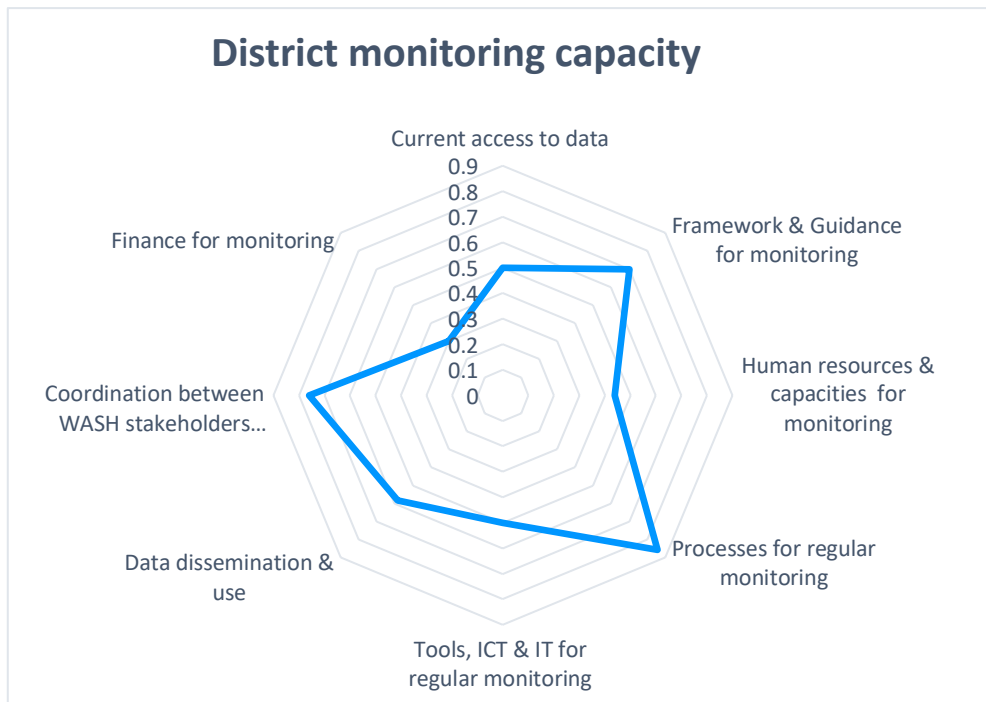 District monitoring capacity
Current access to data
0.9
0.8
0.7
0.6
0.5
0.4
0.3
0.2
0.1
0
Framework & Guidance
for monitoring
Human resources &
capacities for
monitoring
Processes for regular
monitoring
Tools, ICT & IT for
regular monitoring
Data dissemination &
use
Coordination between
WASH stakeholders...
Finance for monitoring